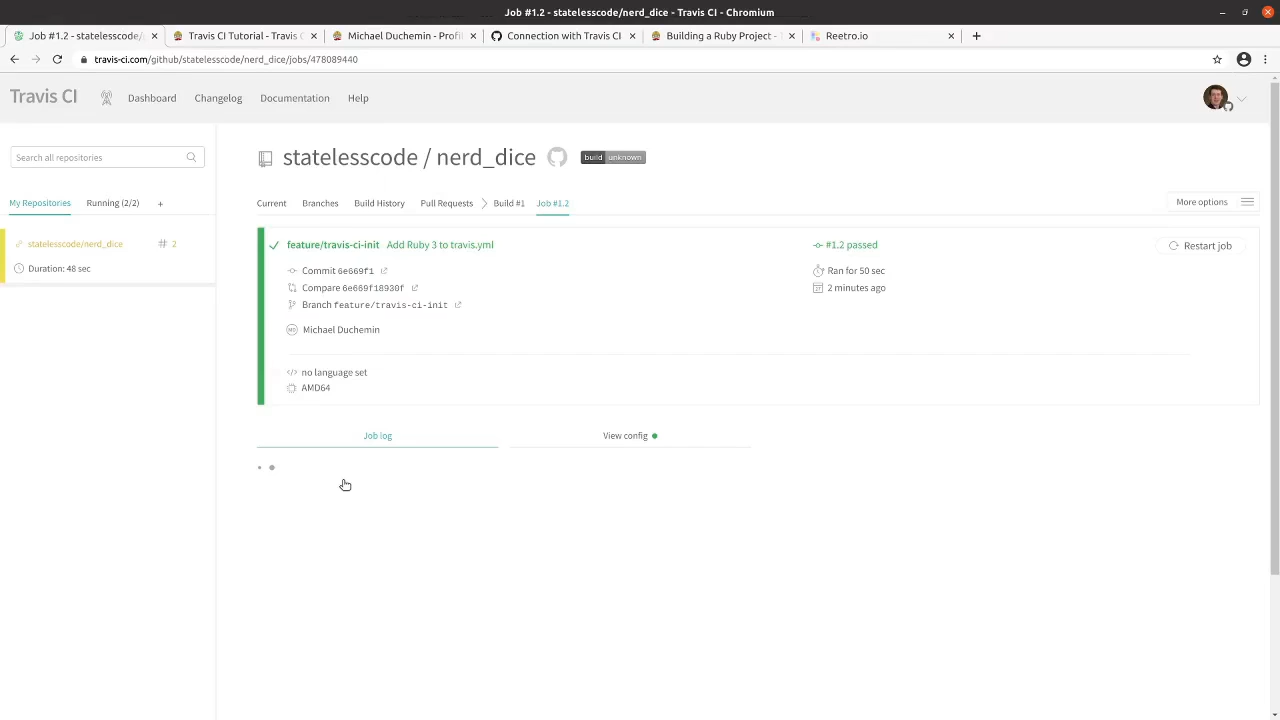 Job #1.2 - statelesscode/nerd_dice - Travis CI - Chromium
Job #1.2 - statelesscode/
Travis CI Tutorial - Travis C
Michael Duchemin - Profil
Connection with Travis CI
Building a Ruby Project - T
Reetro.io
travis-ci.com/github/statelesscode/nerd_dice/jobs/478089440
Travis CI
Dashboard
Changelog
Documentation
Help
Search all repositories
My Repositories
Running (2/2)
+
statelesscode/nerd_dice
# 2
Duration: 48 sec
statelesscode / nerd_dice
build unknown
Current
Branches
Build History
Pull Requests
Build #1
Job #1.2
More options
feature/travis-ci-init Add Ruby 3 to travis.yml
Commit 6e669f1
Compare 6e669f18930f
Branch feature/travis-ci-init
MD Michael Duchemin
no language set
AMD64
#1.2 passed
Ran for 50 sec
2 minutes ago
Restart job
Job log
View config